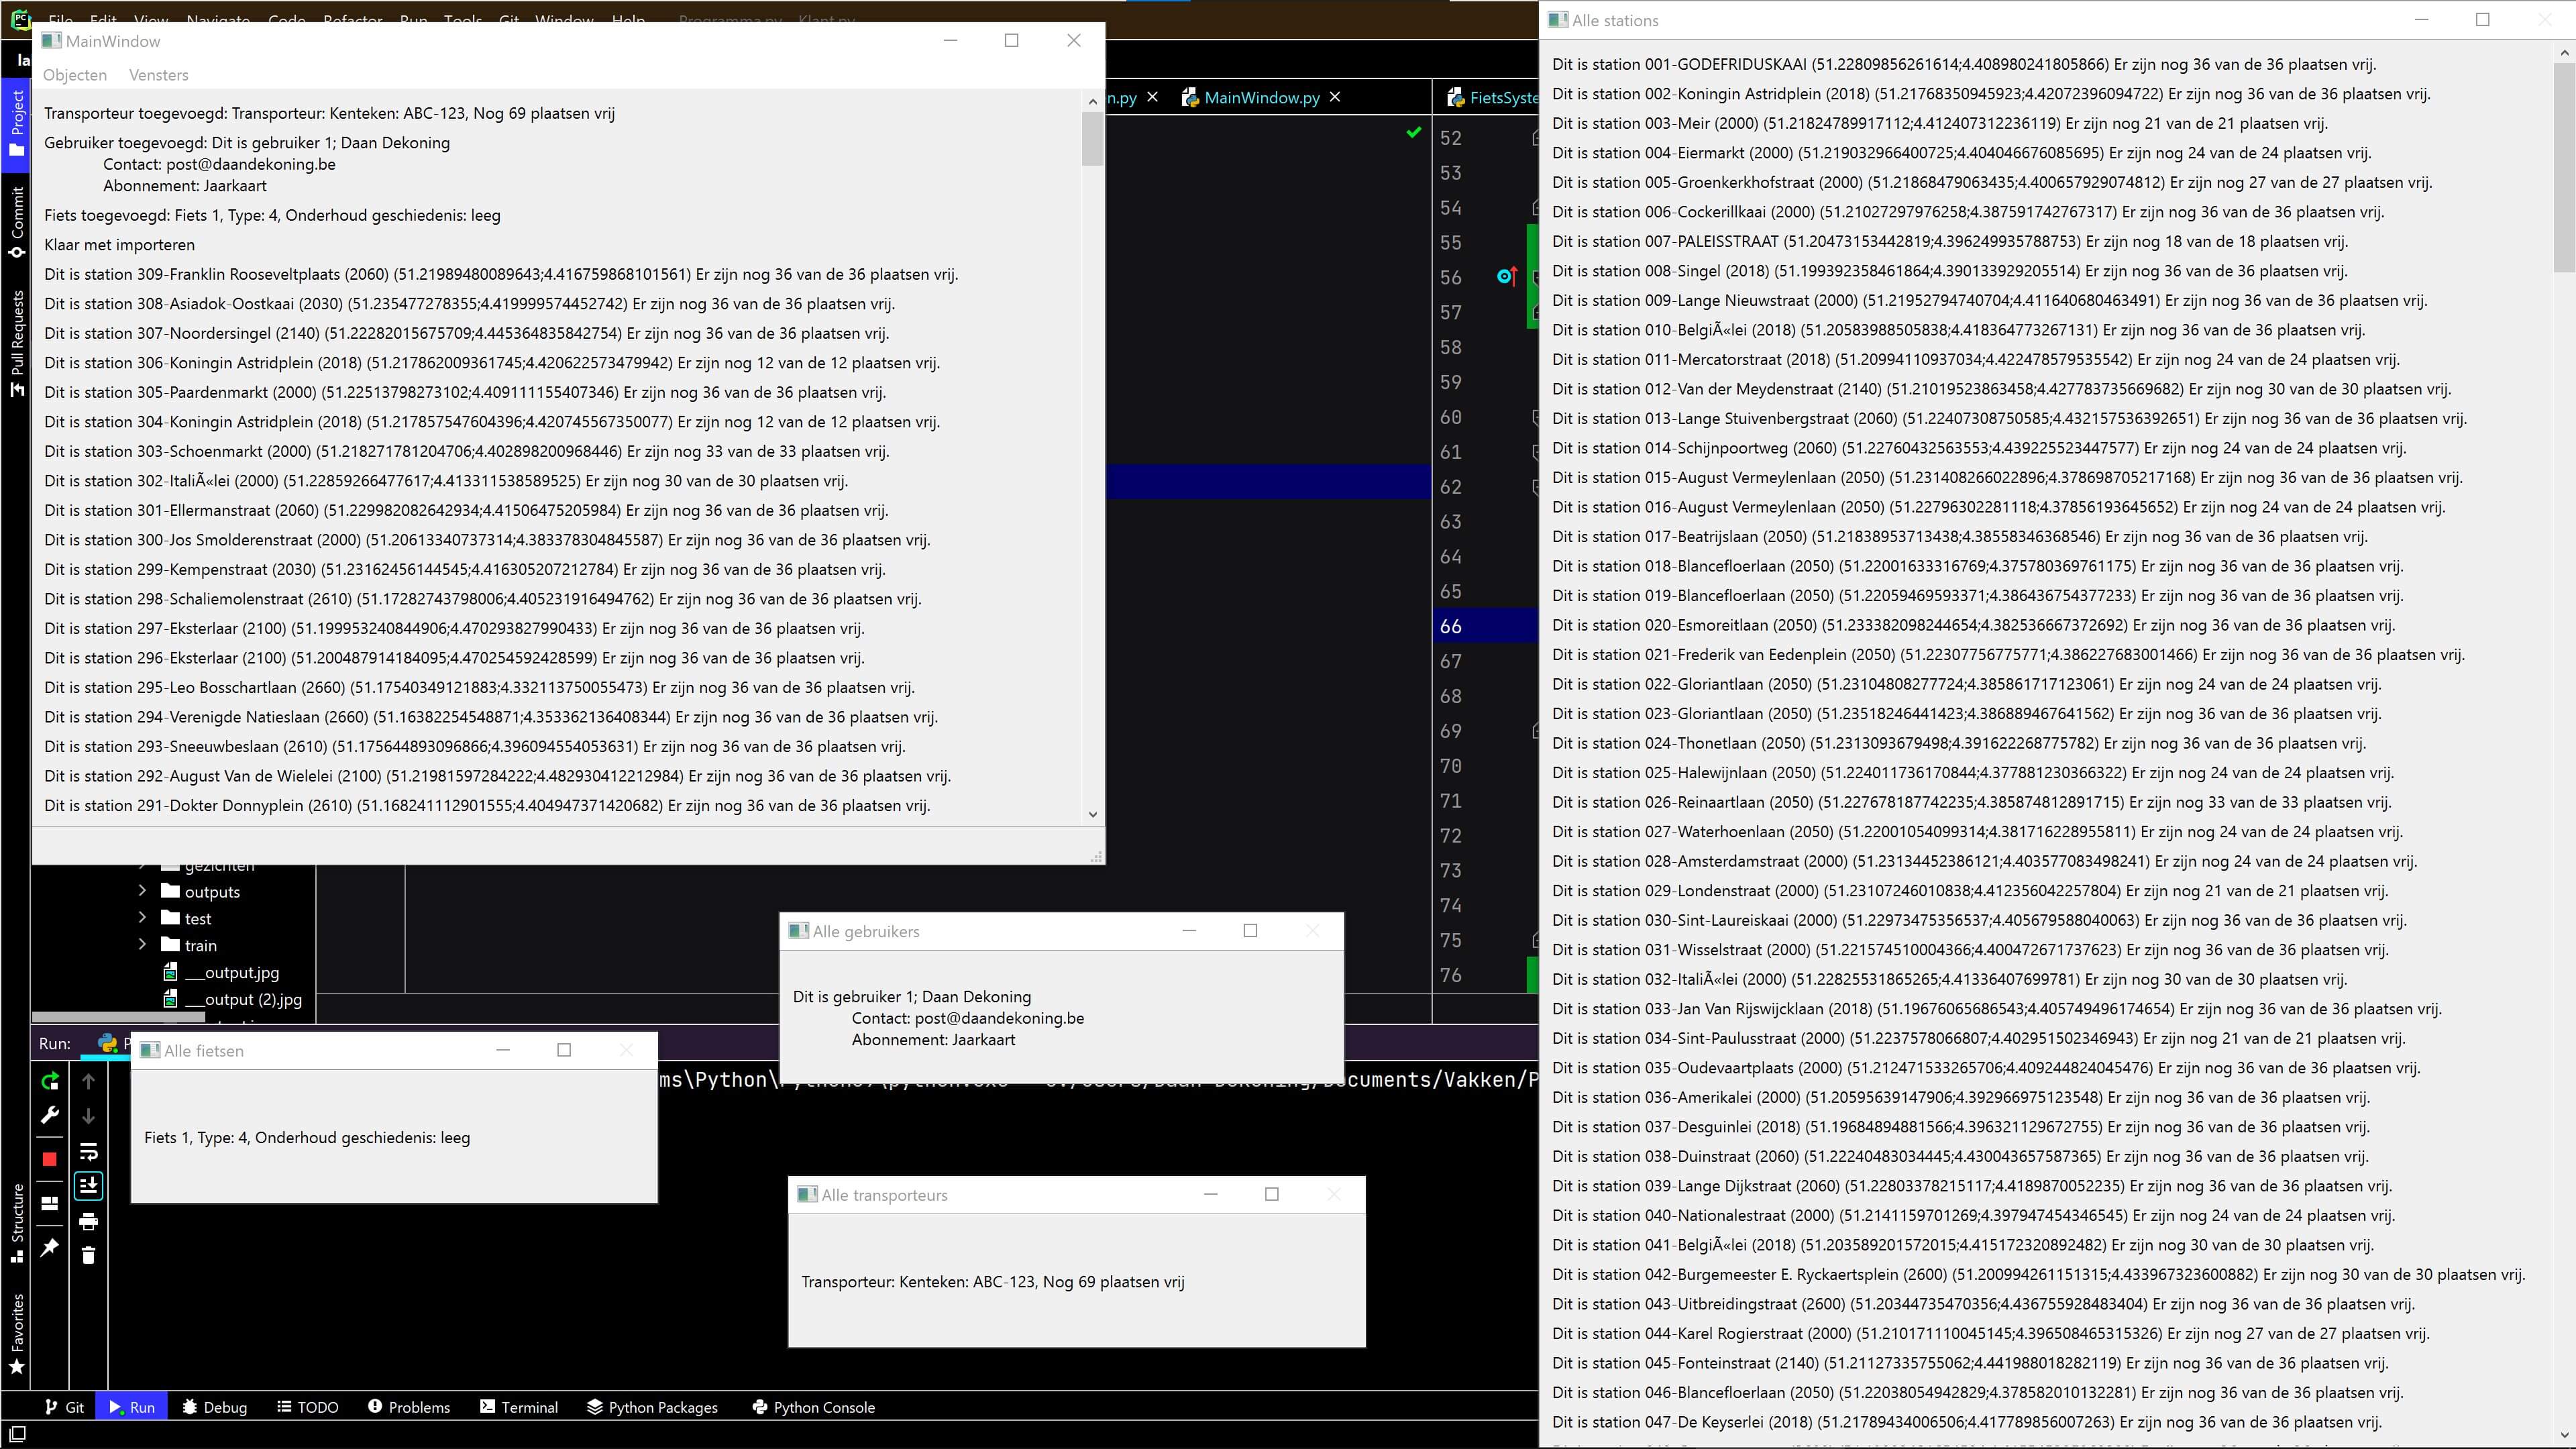 File Edit View Navigate Code Refactor Run Tools Git Window Help Programma.py Klant.py
MainWindow
Objecten Vensters
Transporteur toegevoegd: Transporteur: Kenteken: ABC-123, Nog 69 plaatsen vrij
Gebruiker toegevoegd: Dit is gebruiker 1; Daan Dekoning
Contact: post@daandekoning.be
Abonnement: Jaarkaart
Fiets toegevoegd: Fiets 1, Type: 4, Onderhoud geschiedenis: leeg
Klaar met importeren
Dit is station 309-Franklin Rooseveltplaats (2060) (51.21989480089643;4.416759868101561) Er zijn nog 36 van de 36 plaatsen vrij.
Dit is station 308-Asiadok-Oostkaai (2030) (51.235477278355;4.419999574452742) Er zijn nog 36 van de 36 plaatsen vrij.
Dit is station 307-Noordersingel (2140) (51.22282015675709;4.445364835842754) Er zijn nog 36 van de 36 plaatsen vrij.
Dit is station 306-Koningin Astridplein (2018) (51.217862009361745;4.420622573479942) Er zijn nog 12 van de 12 plaatsen vrij.
Dit is station 305-Paardenmarkt (2000) (51.22513798273102;4.409111155407346) Er zijn nog 36 van de 36 plaatsen vrij.
Dit is station 304-Koningin Astridplein (2018) (51.217857547604396;4.420745567350077) Er zijn nog 12 van de 12 plaatsen vrij.
Dit is station 303-Schoenmarkt (2000) (51.218271781204706;4.402898200968446) Er zijn nog 33 van de 33 plaatsen vrij.
Dit is station 302-ItaliÃ«lei (2000) (51.22859266477617;4.413311538589525) Er zijn nog 30 van de 30 plaatsen vrij.
Dit is station 301-Ellermanstraat (2060) (51.229982082642934;4.41506475205984) Er zijn nog 36 van de 36 plaatsen vrij.
Dit is station 300-Jos Smolderenstraat (2000) (51.20613340737314;4.383378304845587) Er zijn nog 36 van de 36 plaatsen vrij.
Dit is station 299-Kempenstraat (2030) (51.23162456144545;4.416305207212784) Er zijn nog 36 van de 36 plaatsen vrij.
Dit is station 298-Schaliemolenstraat (2610) (51.17282743798006;4.405231916494762) Er zijn nog 36 van de 36 plaatsen vrij.
Dit is station 297-Eksterlaar (2100) (51.199953240844906;4.470293827990433) Er zijn nog 36 van de 36 plaatsen vrij.
Dit is station 296-Eksterlaar (2100) (51.200487914184095;4.470254592428599) Er zijn nog 36 van de 36 plaatsen vrij.
Dit is station 295-Leo Bosschartlaan (2660) (51.17540349121883;4.332113750055473) Er zijn nog 36 van de 36 plaatsen vrij.
Dit is station 294-Verenigde Natieslaan (2660) (51.16382254548871;4.353362136408344) Er zijn nog 36 van de 36 plaatsen vrij.
Dit is station 293-Sneeuwbeslaan (2610) (51.175644893096866;4.396094554053631) Er zijn nog 36 van de 36 plaatsen vrij.
Dit is station 292-August Van de Wielelei (2100) (51.21981597284222;4.482930412212984) Er zijn nog 36 van de 36 plaatsen vrij.
Dit is station 291-Dokter Donnyplein (2610) (51.168241112901555;4.404947371420682) Er zijn nog 36 van de 36 plaatsen vrij.
la
Project
Commit
Pull Requests
Structure
Favorites
n.py MainWindow.py FietsSyste
52
53
54
55
56
57
58
59
60
61
62
63
64
65
66
67
68
69
70
71
72
73
74
75
76
gezichten
outputs
test
train
__output.jpg
__output (2).jpg
Alle gebruikers
Dit is gebruiker 1; Daan Dekoning
Contact: post@daandekoning.be
Abonnement: Jaarkaart
Run: P
Alle fietsen
Fiets 1, Type: 4, Onderhoud geschiedenis: leeg
Alle transporteurs
Transporteur: Kenteken: ABC-123, Nog 69 plaatsen vrij
Git Run Debug TODO Problems Terminal Python Packages Python Console
Alle stations
Dit is station 001-GODEFRIDUSKAAI (51.22809856261614;4.408980241805866) Er zijn nog 36 van de 36 plaatsen vrij.
Dit is station 002-Koningin Astridplein (2018) (51.21768350945923;4.42072396094722) Er zijn nog 36 van de 36 plaatsen vrij.
Dit is station 003-Meir (2000) (51.21824789917112;4.412407312236119) Er zijn nog 21 van de 21 plaatsen vrij.
Dit is station 004-Eiermarkt (2000) (51.219032966400725;4.404046676085695) Er zijn nog 24 van de 24 plaatsen vrij.
Dit is station 005-Groenkerkhofstraat (2000) (51.21868479063435;4.400657929074812) Er zijn nog 27 van de 27 plaatsen vrij.
Dit is station 006-Cockerillkaai (2000) (51.21027297976258;4.387591742767317) Er zijn nog 36 van de 36 plaatsen vrij.
Dit is station 007-PALEISSTRAAT (51.20473153442819;4.396249935788753) Er zijn nog 18 van de 18 plaatsen vrij.
Dit is station 008-Singel (2018) (51.199392358461864;4.390133929205514) Er zijn nog 36 van de 36 plaatsen vrij.
Dit is station 009-Lange Nieuwstraat (2000) (51.21952794740704;4.411640680463491) Er zijn nog 36 van de 36 plaatsen vrij.
Dit is station 010-BelgiÃ«lei (2018) (51.20583988505838;4.418364773267131) Er zijn nog 36 van de 36 plaatsen vrij.
Dit is station 011-Mercatorstraat (2018) (51.20994110937034;4.422478579535542) Er zijn nog 24 van de 24 plaatsen vrij.
Dit is station 012-Van der Meydenstraat (2140) (51.21019523863458;4.427783735669682) Er zijn nog 30 van de 30 plaatsen vrij.
Dit is station 013-Lange Stuivenbergstraat (2060) (51.22407308750585;4.432157536392651) Er zijn nog 36 van de 36 plaatsen vrij.
Dit is station 014-Schijnpoortweg (2060) (51.22760432563553;4.439225523447577) Er zijn nog 24 van de 24 plaatsen vrij.
Dit is station 015-August Vermeylenlaan (2050) (51.231408266022896;4.378698705217168) Er zijn nog 36 van de 36 plaatsen vrij.
Dit is station 016-August Vermeylenlaan (2050) (51.22796302281118;4.37856193645652) Er zijn nog 24 van de 24 plaatsen vrij.
Dit is station 017-Beatrijslaan (2050) (51.21838953713438;4.38558346368546) Er zijn nog 36 van de 36 plaatsen vrij.
Dit is station 018-Blancefloerlaan (2050) (51.22001633316769;4.375780369761175) Er zijn nog 36 van de 36 plaatsen vrij.
Dit is station 019-Blancefloerlaan (2050) (51.22059469593371;4.386436754377233) Er zijn nog 36 van de 36 plaatsen vrij.
Dit is station 020-Esmoreitlaan (2050) (51.233382098244654;4.382536667372692) Er zijn nog 36 van de 36 plaatsen vrij.
Dit is station 021-Frederik van Eedenplein (2050) (51.22307756775771;4.386227683001466) Er zijn nog 36 van de 36 plaatsen vrij.
Dit is station 022-Gloriantlaan (2050) (51.23104808277724;4.385861717123061) Er zijn nog 24 van de 24 plaatsen vrij.
Dit is station 023-Gloriantlaan (2050) (51.23518246441423;4.386889467641562) Er zijn nog 36 van de 36 plaatsen vrij.
Dit is station 024-Thonetlaan (2050) (51.2313093679498;4.391622268775782) Er zijn nog 36 van de 36 plaatsen vrij.
Dit is station 025-Halewijnlaan (2050) (51.224011736170844;4.377881230366322) Er zijn nog 24 van de 24 plaatsen vrij.
Dit is station 026-Reinaartlaan (2050) (51.227678187742235;4.385874812891715) Er zijn nog 33 van de 33 plaatsen vrij.
Dit is station 027-Waterhoenlaan (2050) (51.22001054099314;4.381716228955811) Er zijn nog 24 van de 24 plaatsen vrij.
Dit is station 028-Amsterdamstraat (2000) (51.23134452386121;4.403577083498241) Er zijn nog 24 van de 24 plaatsen vrij.
Dit is station 029-Londenstraat (2000) (51.23107246010838;4.412356042257804) Er zijn nog 21 van de 21 plaatsen vrij.
Dit is station 030-Sint-Laureiskaai (2000) (51.22973475356537;4.405679588040063) Er zijn nog 36 van de 36 plaatsen vrij.
Dit is station 031-Wisselstraat (2000) (51.221574510004366;4.400472671737623) Er zijn nog 36 van de 36 plaatsen vrij.
Dit is station 032-ItaliÃ«lei (2000) (51.22825531865265;4.41336407699781) Er zijn nog 30 van de 30 plaatsen vrij.
Dit is station 033-Jan Van Rijswijcklaan (2018) (51.19676065686543;4.405749496174654) Er zijn nog 36 van de 36 plaatsen vrij.
Dit is station 034-Sint-Paulusstraat (2000) (51.2237578066807;4.402951502346943) Er zijn nog 21 van de 21 plaatsen vrij.
Dit is station 035-Oudevaartplaats (2000) (51.212471533265706;4.409244824045476) Er zijn nog 36 van de 36 plaatsen vrij.
Dit is station 036-Amerikalei (2000) (51.20595639147906;4.392966975123548) Er zijn nog 36 van de 36 plaatsen vrij.
Dit is station 037-Desguinlei (2018) (51.19684894881566;4.396321129672755) Er zijn nog 36 van de 36 plaatsen vrij.
Dit is station 038-Duinstraat (2060) (51.22240483034445;4.430043657587365) Er zijn nog 36 van de 36 plaatsen vrij.
Dit is station 039-Lange Dijkstraat (2060) (51.22803378215117;4.4189870052235) Er zijn nog 36 van de 36 plaatsen vrij.
Dit is station 040-Nationalestraat (2000) (51.2141159701269;4.397947454346545) Er zijn nog 24 van de 24 plaatsen vrij.
Dit is station 041-BelgiÃ«lei (2018) (51.203589201572015;4.415172320892482) Er zijn nog 30 van de 30 plaatsen vrij.
Dit is station 042-Burgemeester E. Ryckaertsplein (2600) (51.200994261151315;4.433967323600882) Er zijn nog 30 van de 30 plaatsen vrij.
Dit is station 043-Uitbreidingstraat (2600) (51.20344735470356;4.436755928483404) Er zijn nog 36 van de 36 plaatsen vrij.
Dit is station 044-Karel Rogierstraat (2000) (51.210171110045145;4.396508465315326) Er zijn nog 27 van de 27 plaatsen vrij.
Dit is station 045-Fonteinstraat (2140) (51.21127335755062;4.441988018282119) Er zijn nog 36 van de 36 plaatsen vrij.
Dit is station 046-Blancefloerlaan (2050) (51.22038054942829;4.378582010132281) Er zijn nog 36 van de 36 plaatsen vrij.
Dit is station 047-De Keyserlei (2018) (51.21789434006506;4.417789856007263) Er zijn nog 36 van de 36 plaatsen vrij.